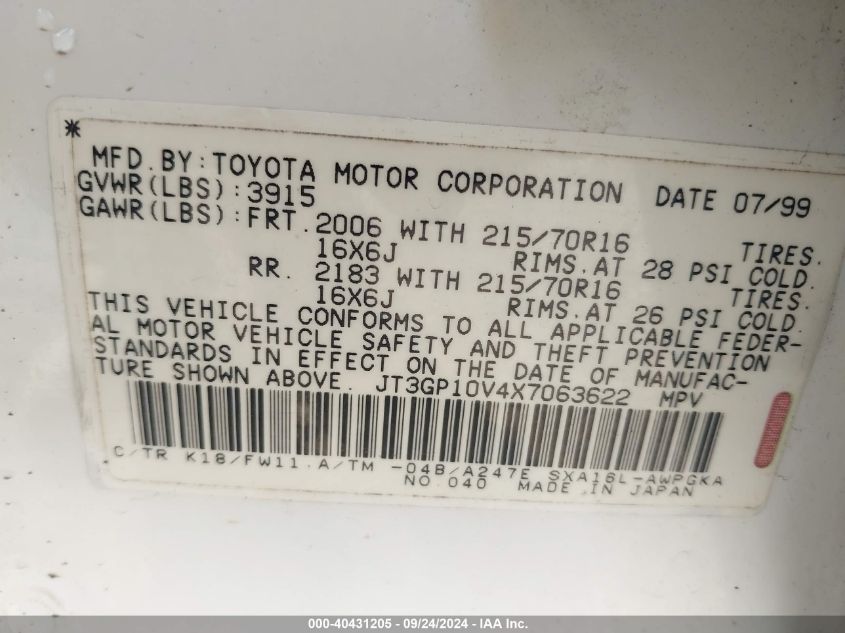 *
MFD.BY:TOYOTA MOTOR CORPORATION DATE 07/99
GVWR(LBS):3915
GAWR(LBS):FRT.2006 WITH 215/70R16 TIRES.
16X6J RIMS.AT 28 PSI COLD.
RR. 2183 WITH 215/70R16 TIRES.
16X6J RIMS.AT 26 PSI COLD.
THIS VEHICLE CONFORMS TO ALL APPLICABLE FEDER-
AL MOTOR VEHICLE SAFETY AND THEFT PREVENTION
STANDARDS IN EFFECT ON THE DATE OF MANUFAC-
TURE SHOWN ABOVE. JT3GP10V4X7063622 MPV
C/TR K18/FW11.A/TM -04B/A247E SXA16L-AWPGKA
NO.040 MADE IN JAPAN
000-40431205 - 09/24/2024 - IAA Inc.